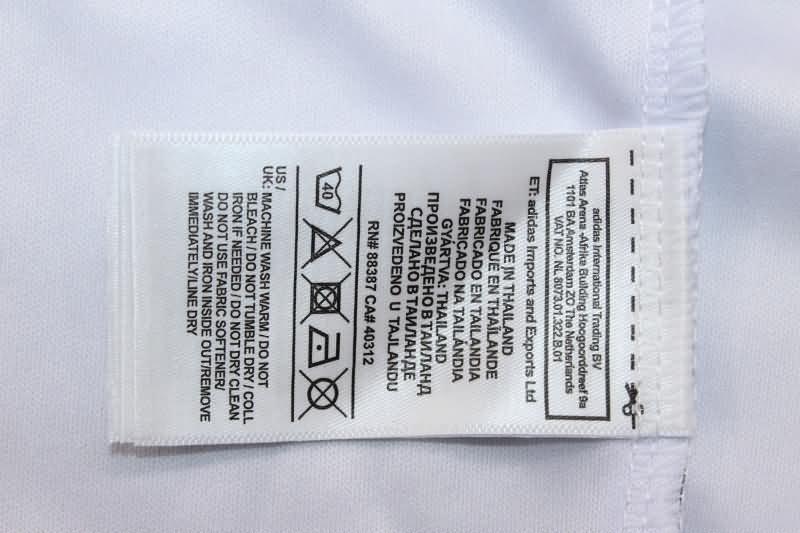 adidas International Trading BV
Atlas Arena -Afrike Building Hoogoorddreef 9a
1101 BA Amsterdam ZO The Netherlands
VAT NO. NL 8073.01.322.B.01
ET: adidas Imports and Exports Ltd
MADE IN THAILAND
FABRIQUÉ EN THAÏLANDE
FABRICADO EN TAILANDIA
FABRICADO NA TAILÂNDIA
GYÁRTVA: THAILAND
ПРОИЗВЕДЕНО В ТАИЛАНД
СДЕЛАНО В ТАИЛАНДЕ
PROIZVEDENO U TAJLANDU
RN# 88387 CA# 40312
40
US /
UK: MACHINE WASH WARM / DO NOT
BLEACH / DO NOT TUMBLE DRY / COLL
IRON IF NEEDED / DO NOT DRY CLEAN
DO NOT USE FABRIC SOFTENER/
WASH AND IRON INSIDE OUT/REMOVE
IMMEDIATELY/LINE DRY